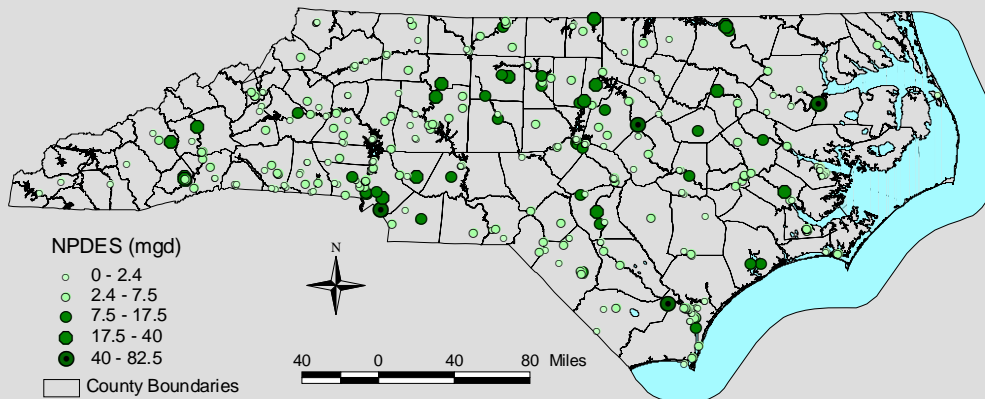 N
NPDES (mgd)
0 - 2.4
2.4 - 7.5
7.5 - 17.5
17.5 - 40
40 - 82.5
County Boundaries
40 0 40 80 Miles